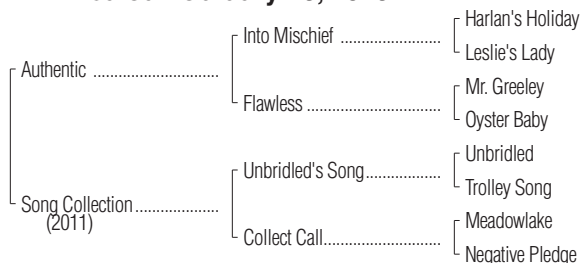 Harlan's Holiday
Into Mischief
Leslie's Lady
Authentic
Mr. Greeley
Flawless
Oyster Baby
Unbridled
Unbridled's Song
Trolley Song
Song Collection
(2011)
Meadowlake
Collect Call
Negative Pledge